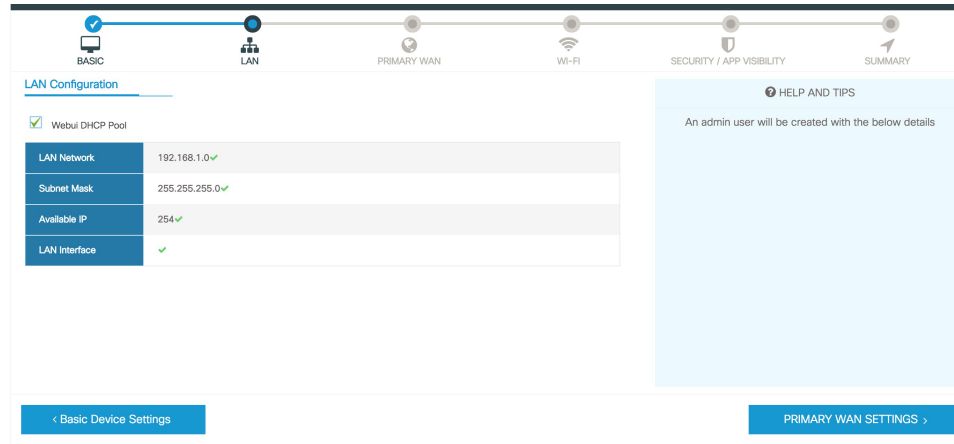 BASIC
LAN
PRIMARY WAN
WI-FI
SECURITY / APP VISIBILITY
SUMMARY
LAN Configuration
Webui DHCP Pool
LAN Network 192.168.1.0
Subnet Mask 255.255.255.0
Available IP 254
LAN Interface
HELP AND TIPS
An admin user will be created with the below details
< Basic Device Settings
PRIMARY WAN SETTINGS >